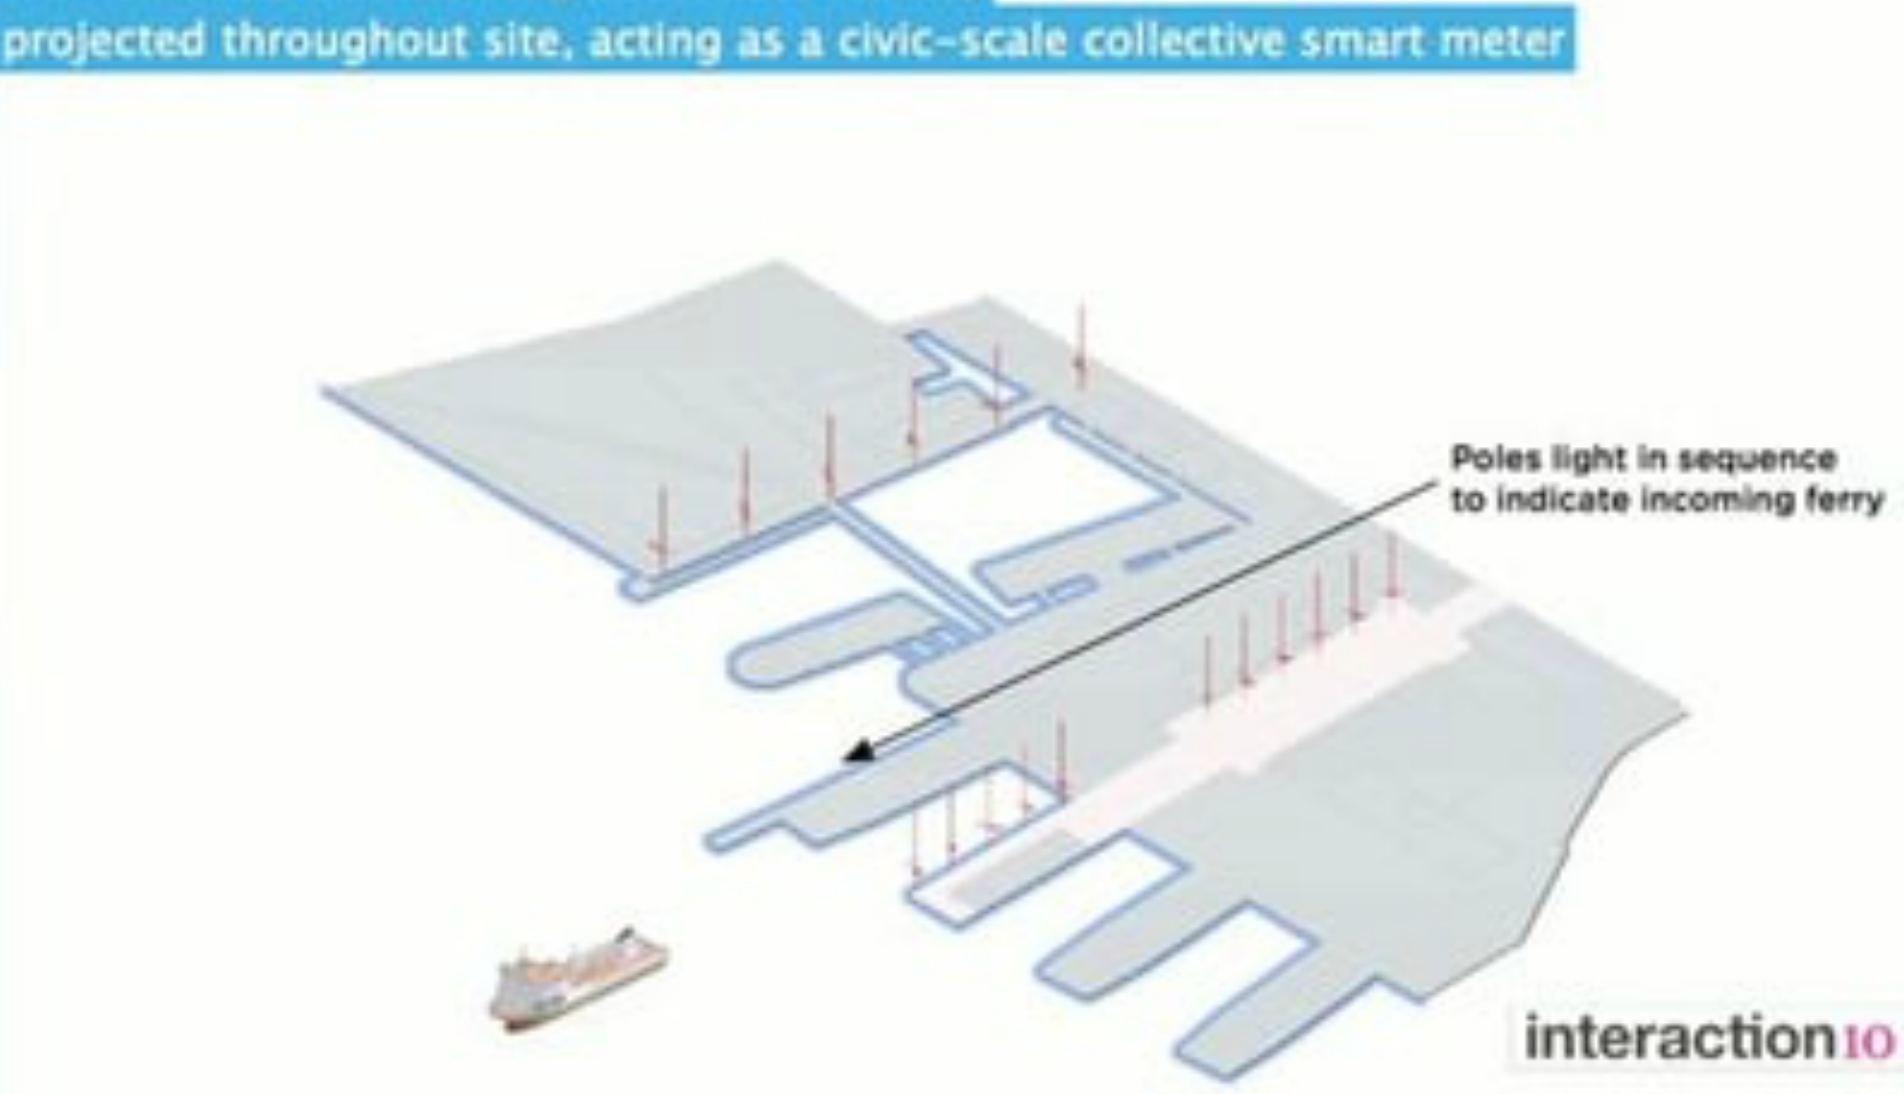 projected throughout site, acting as a civic-scale collective smart meter
Poles light in sequence
to indicate incoming ferry
interaction10